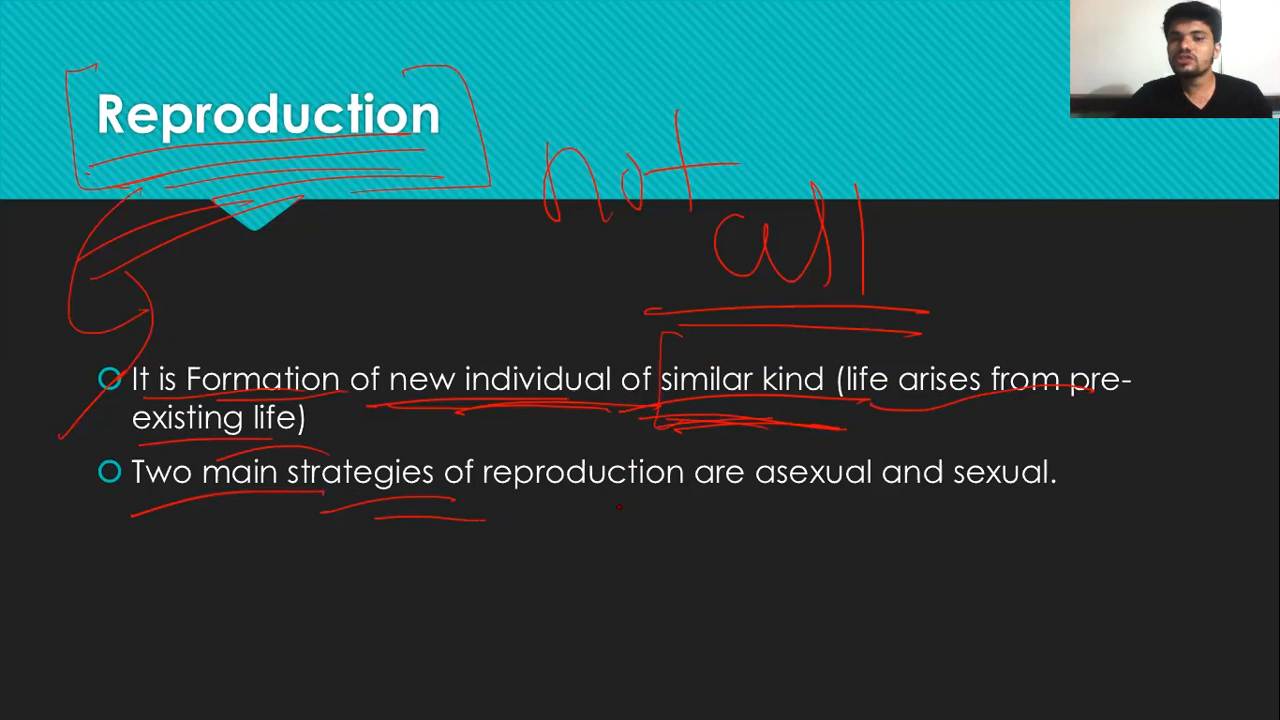 Reproduction
not
all
It is Formation of new individual of similar kind (life arises from pre-
existing life)
Two main strategies of reproduction are asexual and sexual.